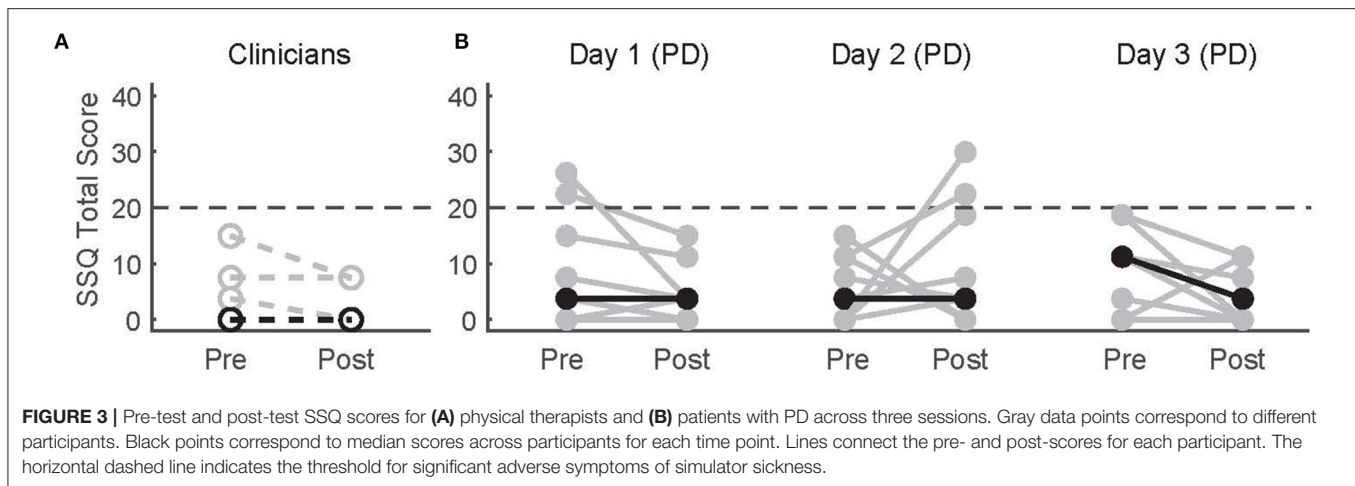 A
B
Clinicians
Day 1 (PD)
Day 2 (PD)
Day 3 (PD)
SSQ Total Score
40
30
20
10
0
40
30
20
10
0
Pre
Post
Pre
Post
Pre
Post
Pre
Post
FIGURE 3 | Pre-test and post-test SSQ scores for (A) physical therapists and (B) patients with PD across three sessions. Gray data points correspond to different
participants. Black points correspond to median scores across participants for each time point. Lines connect the pre- and post-scores for each participant. The
horizontal dashed line indicates the threshold for significant adverse symptoms of simulator sickness.